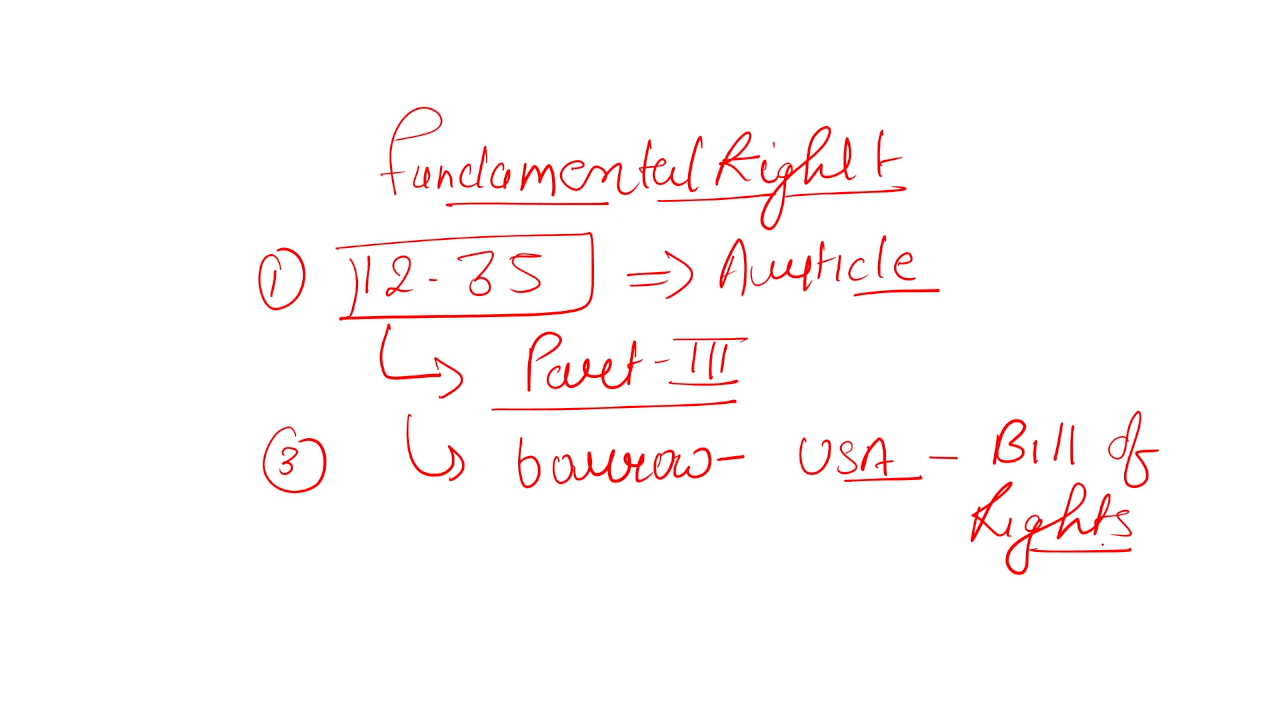 Fundamental Right
① 12-35 ⇒ Article
↳ Part-III
③ ↳ borrow- USA - Bill of
Rights